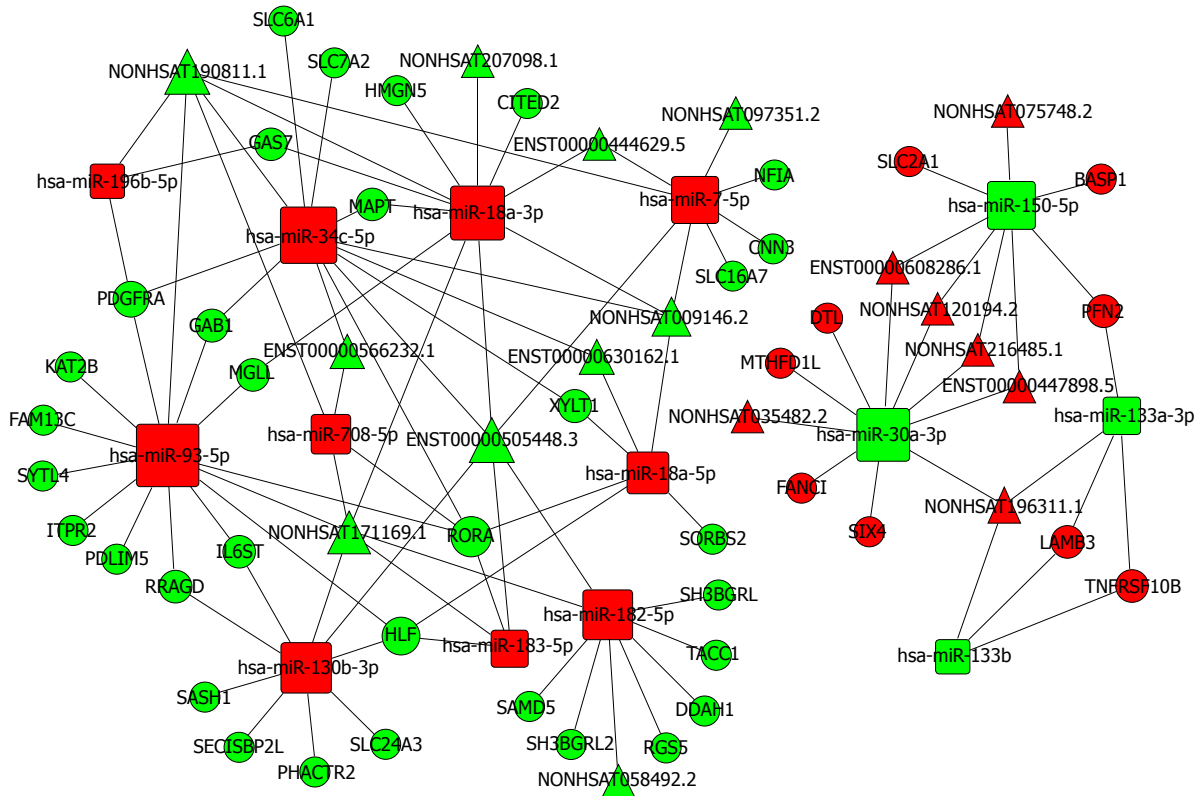 SLC6A1
SLC7A2
NONHSAT190811.1
NONHSAT207098.1
HMGN5
CITED2
NONHSAT097351.2
NONHSAT075748.2
GAS7
ENST00000444629.5
SLC2A1
BASP1
hsa-miR-196b-5p
NFIA
MAPT
hsa-miR-18a-3p
hsa-miR-7-5p
hsa-miR-150-5p
hsa-miR-34c-5p
CNN3
SLC16A7
ENST00000608286.1
PDGFRA
GAB1
NONHSAT009146.2
NONHSAT120194.2
PFN2
DTL
ENST00000566232.1
ENST00000630162.1
NONHSAT216485.1
KAT2B
MGLL
MTHFD1L
ENST00000447898.5
XYLT1
FAM13C
NONHSAT035482.2
hsa-miR-133a-3p
hsa-miR-708-5p
ENST00000505448.3
hsa-miR-30a-3p
hsa-miR-93-5p
hsa-miR-18a-5p
SYTL4
FANCI
NONHSAT196311.1
ITPR2
NONHSAT171169.1
RORA
SORBS2
SIX4
PDLIM5
IL6ST
LAMB3
RRAGD
TNFRSF10B
SH3BGRL
hsa-miR-182-5p
HLF
hsa-miR-183-5p
TACC1
hsa-miR-133b
hsa-miR-130b-3p
SASH1
SAMD5
DDAH1
SECISBP2L
SLC24A3
SH3BGRL2
RGS5
PHACTR2
NONHSAT058492.2